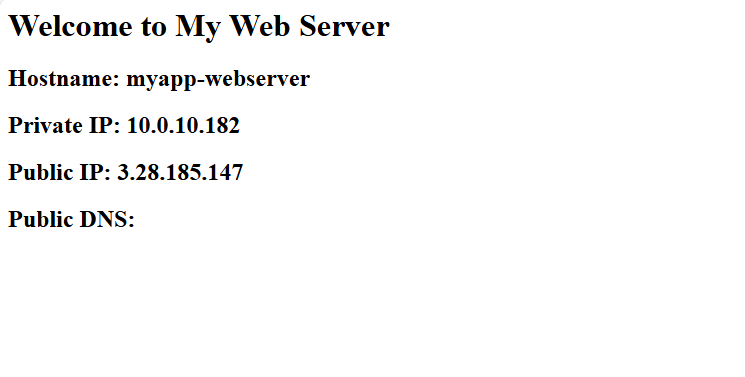 Welcome to My Web Server
Hostname: myapp-webserver
Private IP: 10.0.10.182
Public IP: 3.28.185.147
Public DNS: